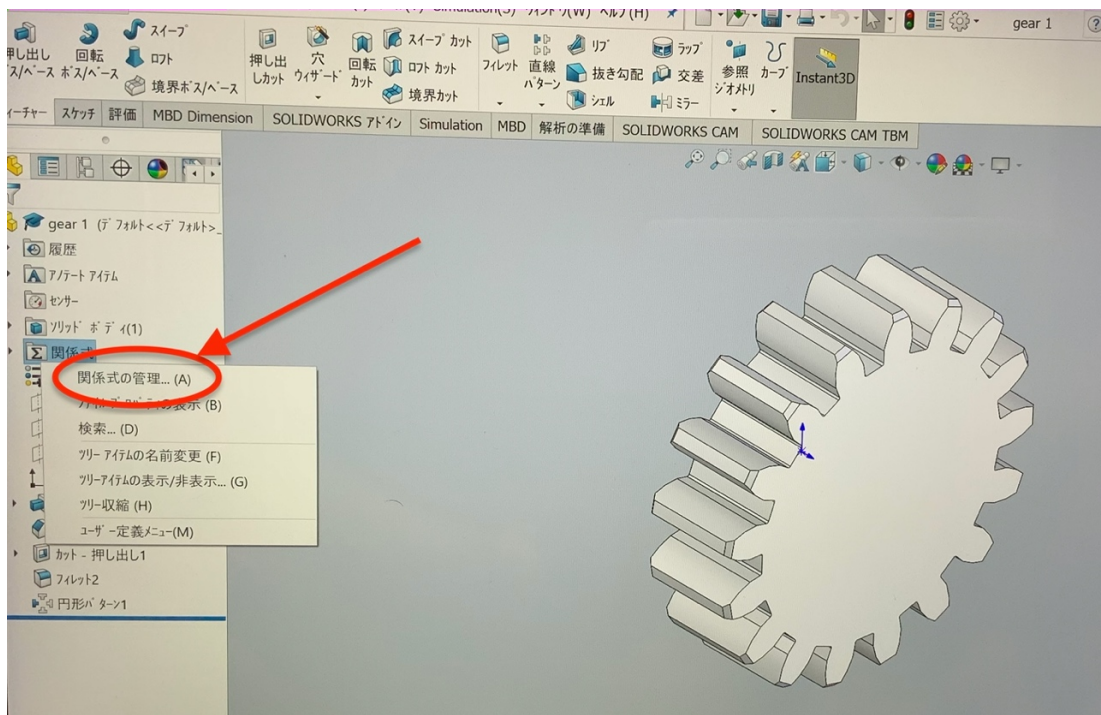 Simulation(S) ウィンドウ(W) ヘルプ(H)
gear 1
押し出し
ボス/ベース
回転
ボス/ベース
スイープ
ロフト
境界ボス/ベース
押し出
しカット
穴
ウィザード
回転
カット
スイープ カット
ロフト カット
境界カット
フィレット
直線
パターン
リブ
抜き勾配
シェル
ラップ
交差
ミラー
参照
ジオメトリ
カーブ
Instant3D
スケッチ
評価
MBD Dimension
SOLIDWORKS アドイン
Simulation
MBD
解析の準備
SOLIDWORKS CAM
SOLIDWORKS CAM TBM
gear 1 (デフォルト<<デフォルト>_
履歴
アノテート アイテム
センサー
ソリッド ボディ(1)
関係式
関係式の管理... (A)
の表示 (B)
検索... (D)
ツリー アイテムの名前変更 (F)
ツリーアイテムの表示/非表示... (G)
ツリー収縮 (H)
ユーザー定義メニュー(M)
カット - 押し出し1
フィレット2
円形パターン1